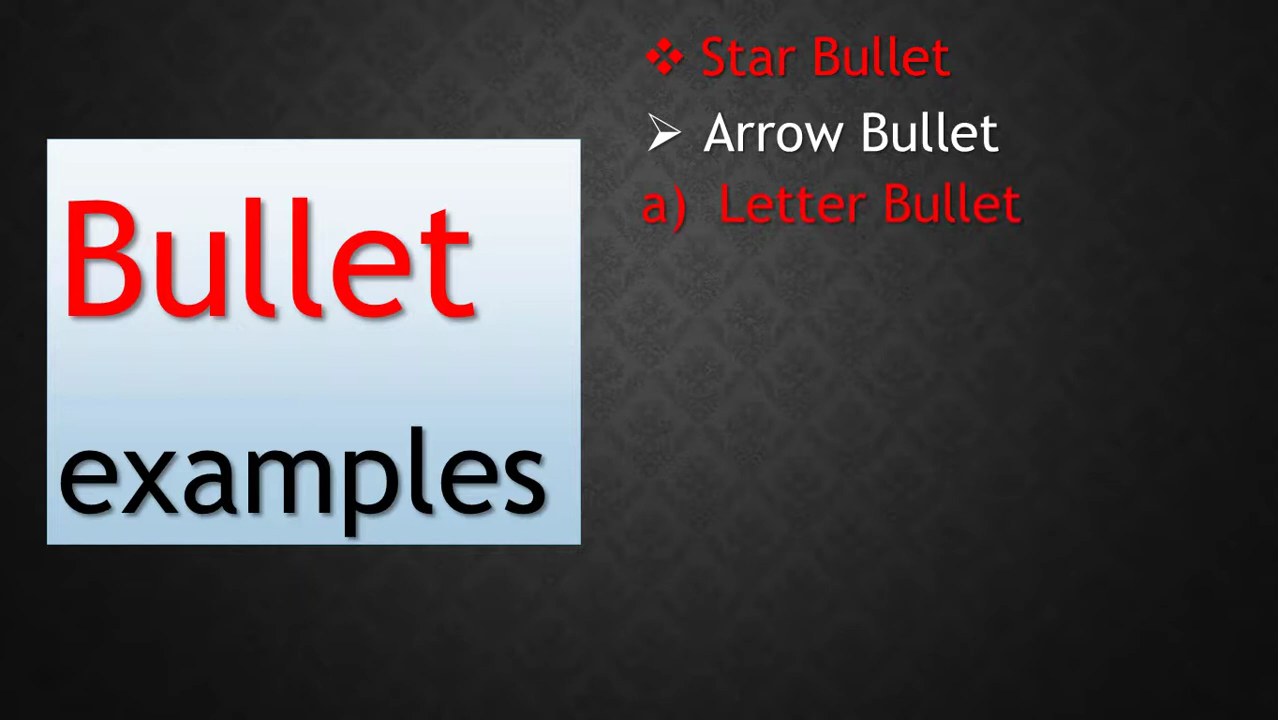 Bullet
examples
❖ Star Bullet
➢ Arrow Bullet
a) Letter Bullet